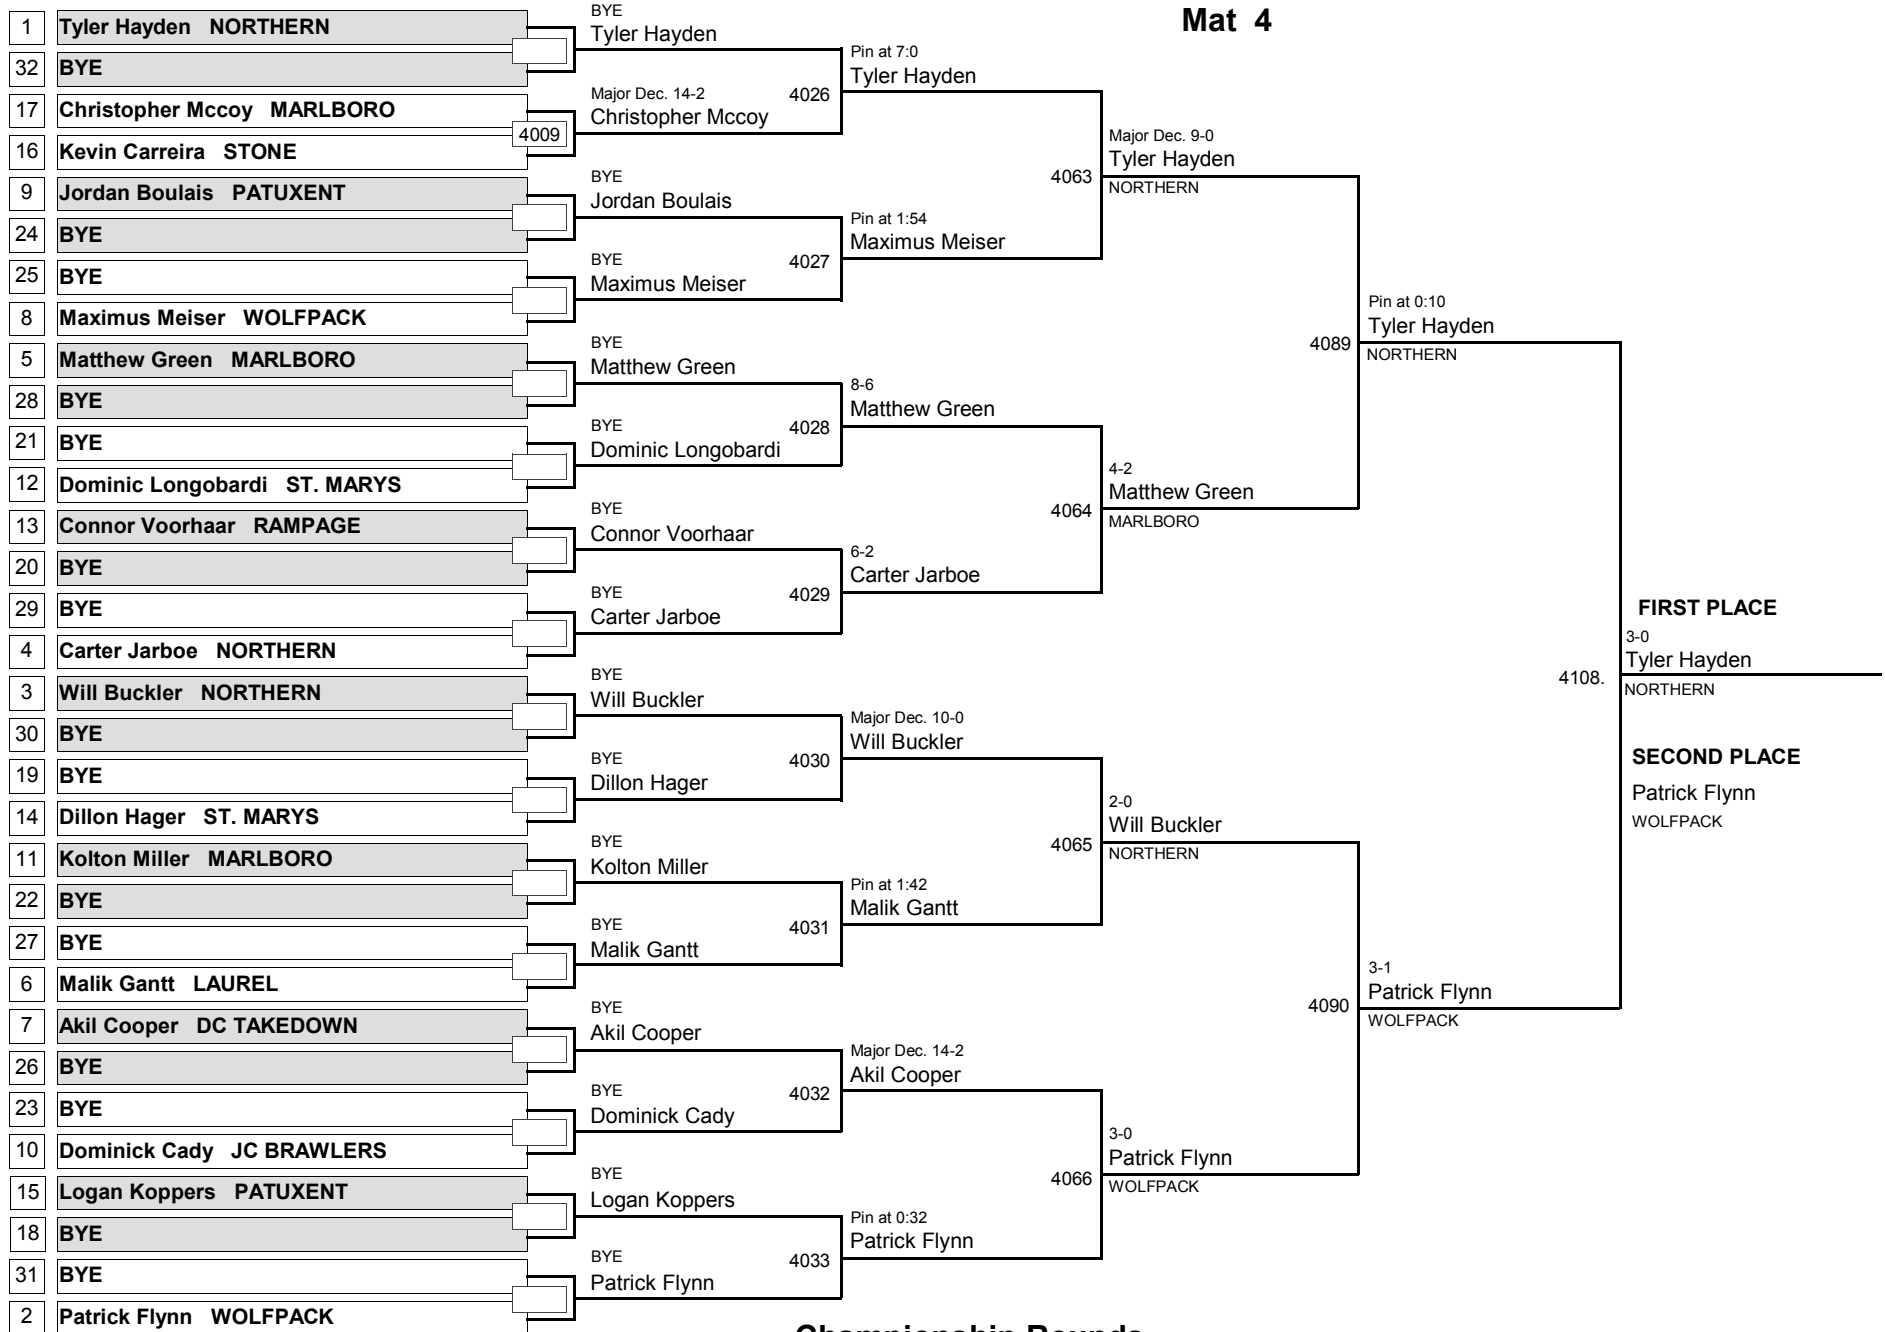 Mat 4
1 Tyler Hayden NORTHERN
32 BYE
17 Christopher Mccoy MARLBORO
4009
16 Kevin Carreira STONE
9 Jordan Boulais PATUXENT
24 BYE
25 BYE
8 Maximus Meiser WOLFPACK
5 Matthew Green MARLBORO
28 BYE
21 BYE
12 Dominic Longobardi ST. MARYS
13 Connor Voorhaar RAMPAGE
20 BYE
29 BYE
4 Carter Jarboe NORTHERN
3 Will Buckler NORTHERN
30 BYE
19 BYE
14 Dillon Hager ST. MARYS
11 Kolton Miller MARLBORO
22 BYE
27 BYE
6 Malik Gantt LAUREL
7 Akil Cooper DC TAKEDOWN
26 BYE
23 BYE
10 Dominick Cady JC BRAWLERS
15 Logan Koppers PATUXENT
18 BYE
31 BYE
2 Patrick Flynn WOLFPACK
BYE
Tyler Hayden
Major Dec. 14-2
4026
Christopher Mccoy
BYE
Jordan Boulais
BYE
4027
Maximus Meiser
BYE
Matthew Green
BYE
4028
Dominic Longobardi
BYE
Connor Voorhaar
BYE
4029
Carter Jarboe
BYE
Will Buckler
BYE
4030
Dillon Hager
BYE
Kolton Miller
BYE
4031
Malik Gantt
BYE
Akil Cooper
BYE
4032
Dominick Cady
BYE
Logan Koppers
BYE
4033
Patrick Flynn
Pin at 7:0
Tyler Hayden
4063
Pin at 1:54
Maximus Meiser
8-6
Matthew Green
4064
6-2
Carter Jarboe
Major Dec. 10-0
Will Buckler
4065
Pin at 1:42
Malik Gantt
Major Dec. 14-2
Akil Cooper
4066
Pin at 0:32
Patrick Flynn
Major Dec. 9-0
Tyler Hayden
NORTHERN
4089
4-2
Matthew Green
MARLBORO
2-0
Will Buckler
NORTHERN
4090
3-0
Patrick Flynn
WOLFPACK
Pin at 0:10
Tyler Hayden
NORTHERN
4108.
3-1
Patrick Flynn
WOLFPACK
FIRST PLACE
3-0
Tyler Hayden
NORTHERN
SECOND PLACE
Patrick Flynn
WOLFPACK
Championship Rounds